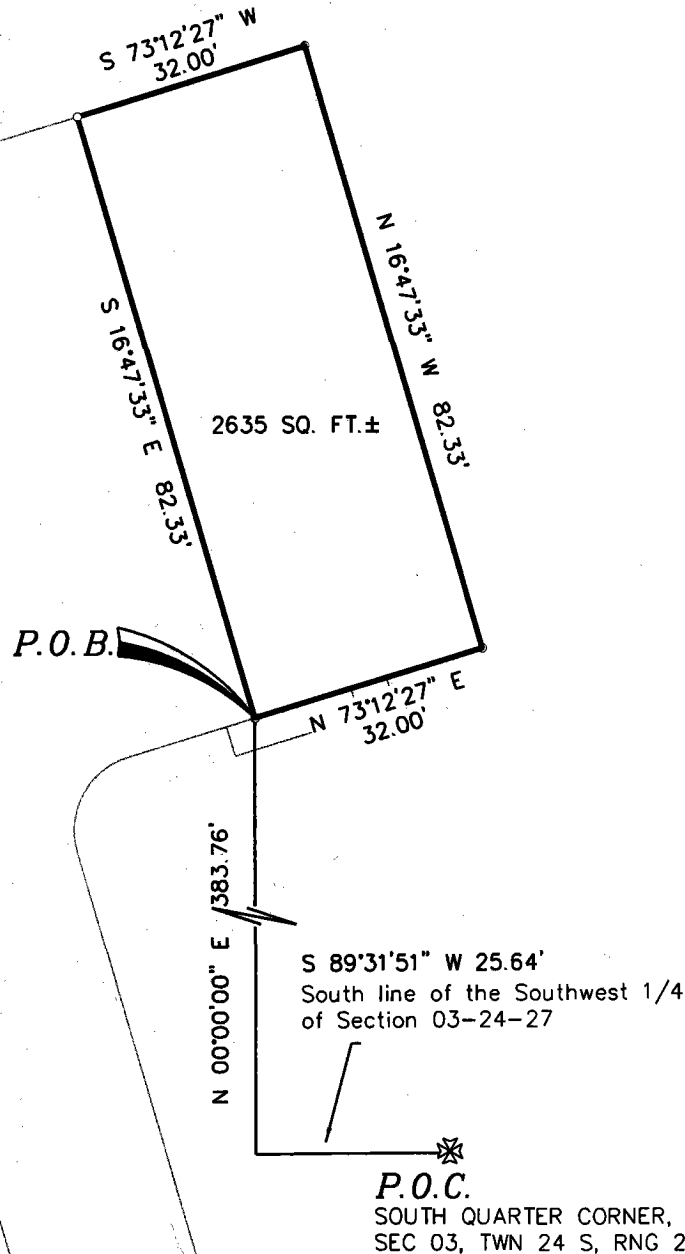 S 73°12'27" W
32.00'
N 16°47'33" W 82.33'
S 16°47'33" E 82.33'
2635 SQ. FT.±
P.O.B.
N 73°12'27" E
32.00'
N 00°00'00" E 383.76'
S 89°31'51" W 25.64'
South line of the Southwest 1/4
of Section 03-24-27
P.O.C.
SOUTH QUARTER CORNER,
SEC 03, TWN 24 S, RNG 2